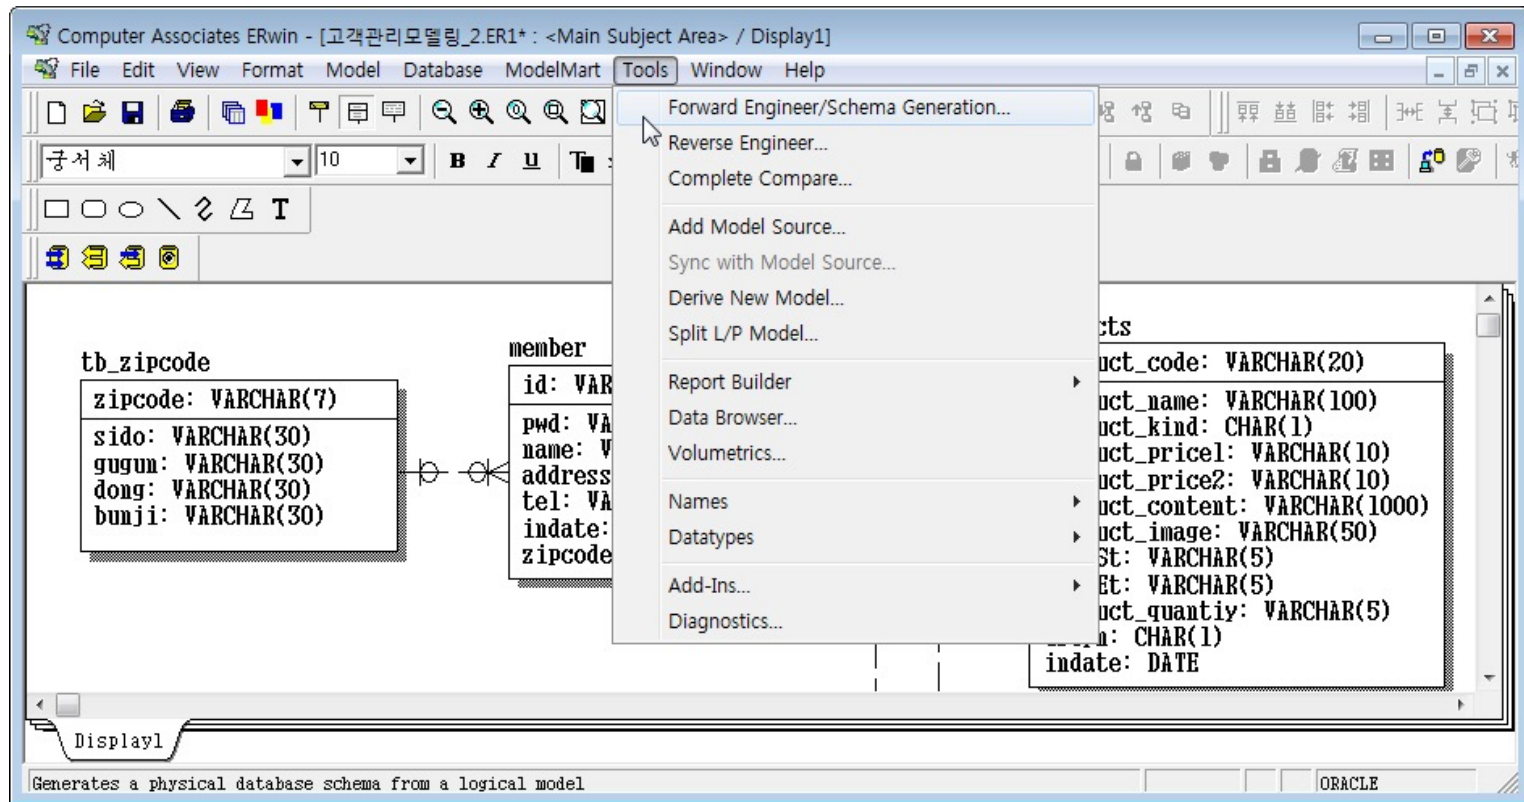 Computer Associates ERwin - [고객관리모델링_2.ER1* : <Main Subject Area> / Display1]
File Edit View Format Model Database ModelMart Tools Window Help
궁서체 10 B I U T
T
Forward Engineer/Schema Generation...
Reverse Engineer...
Complete Compare...
Add Model Source...
Sync with Model Source...
Derive New Model...
Split L/P Model...
Report Builder
Data Browser...
Volumetrics...
Names
Datatypes
Add-Ins...
Diagnostics...
tb_zipcode
zipcode: VARCHAR(7)
sido: VARCHAR(30)
gugun: VARCHAR(30)
dong: VARCHAR(30)
bunji: VARCHAR(30)
member
id: VAR
pwd: VA
name: V
address
tel: VA
indate:
zipcode
cts
uct_code: VARCHAR(20)
uct_name: VARCHAR(100)
uct_kind: CHAR(1)
uct_price1: VARCHAR(10)
uct_price2: VARCHAR(10)
uct_content: VARCHAR(1000)
uct_image: VARCHAR(50)
St: VARCHAR(5)
Et: VARCHAR(5)
uct_quantiy: VARCHAR(5)
: CHAR(1)
indate: DATE
Display1
Generates a physical database schema from a logical model
ORACLE